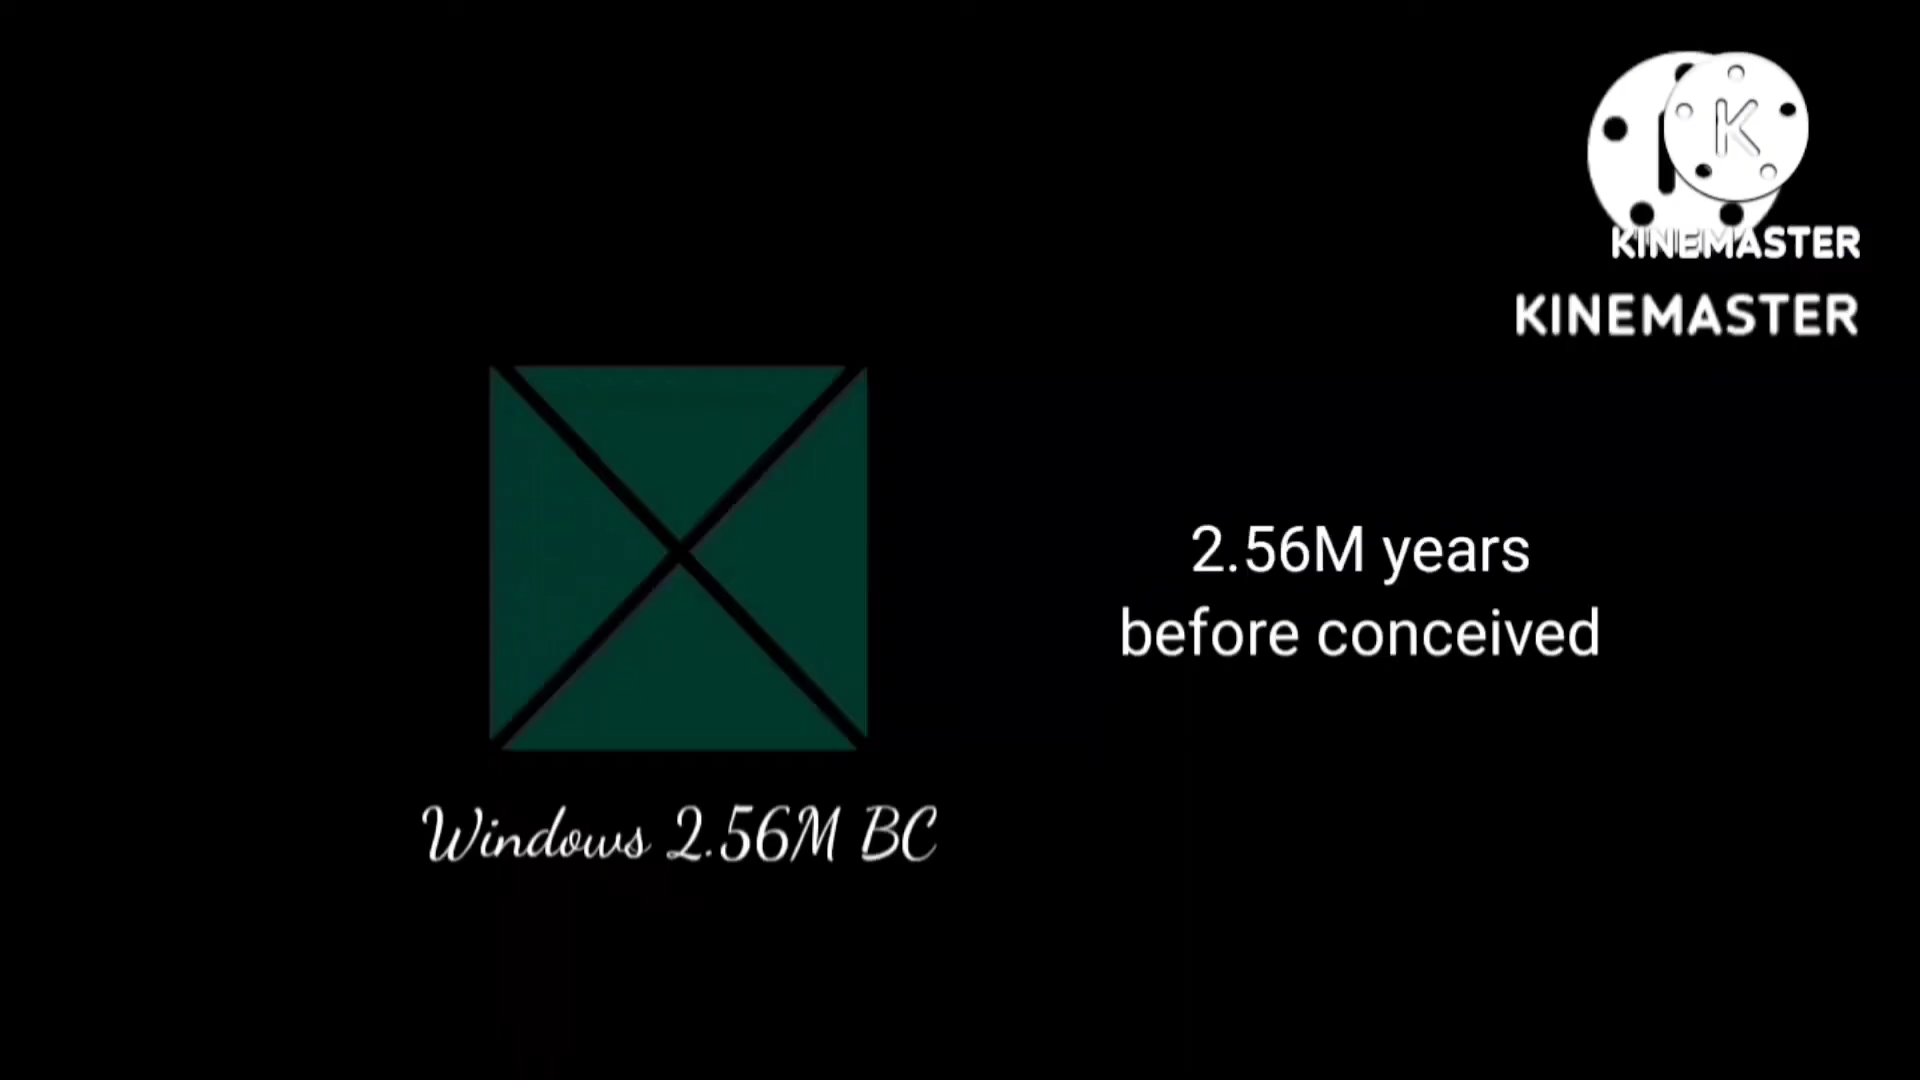 K
KINEMASTER
KINEMASTER
2.56M years
before conceived
Windows 2.56M BC